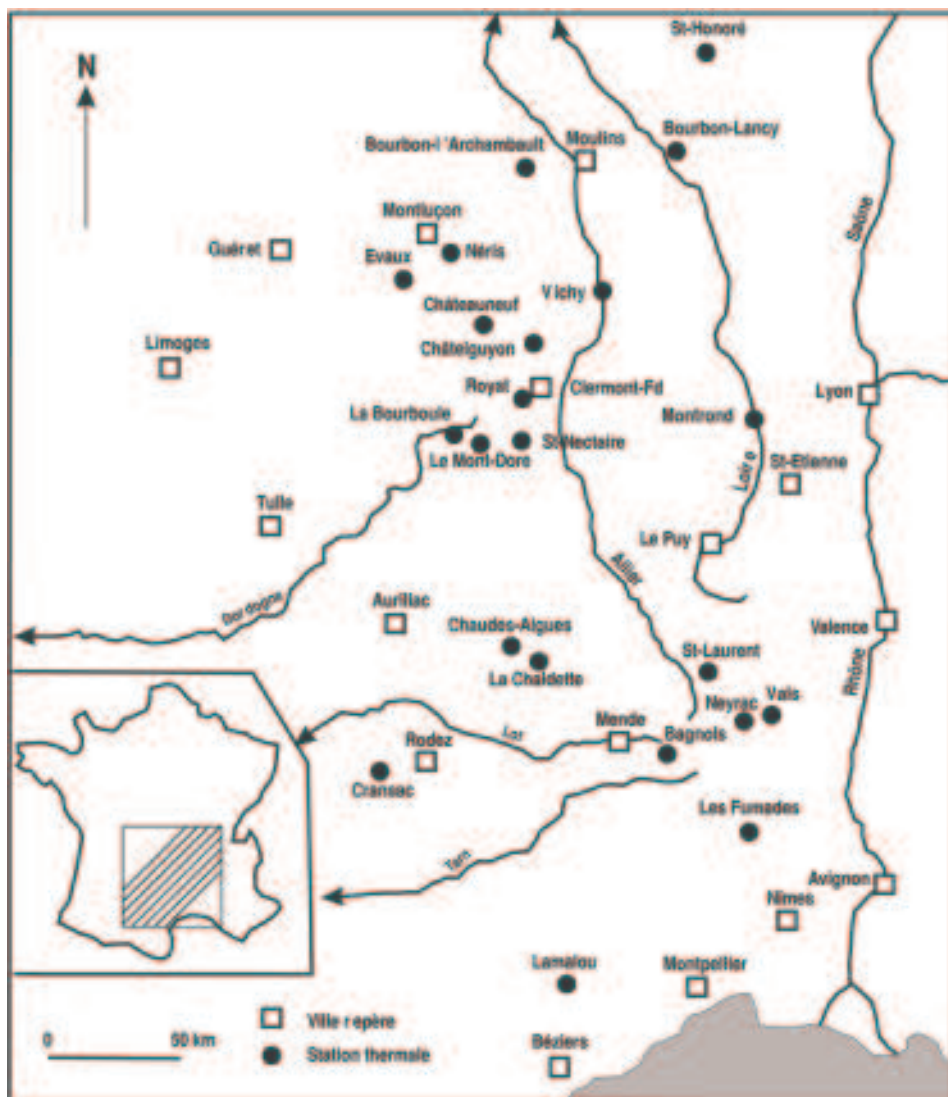 St-Honoré
N
Bourbon-l 'Archambault
Moulins
Bourbon-Lancy
Montluçon
Saône
Guéret
Evaux
Néris
Vichy
Châteauneuf
Limoges
Châtelguyon
Royat
Clermont-Fd
Lyon
La Bourboule
Montrond
Le Mont-Dore
St-Nectaire
Loire
St-Etienne
Tulle
Le Puy
Allier
Dordogne
Aurillac
Chaudes-Aigues
Valence
St-Laurent
La Chaldette
Rhône
Neyrac
Vals
Mende
Lot
Bagnols
Rodez
Cransac
Les Fumades
Tarn
Avignon
Nîmes
Lamalou
Montpellier
Ville repère
0 50 km
Station thermale
Béziers